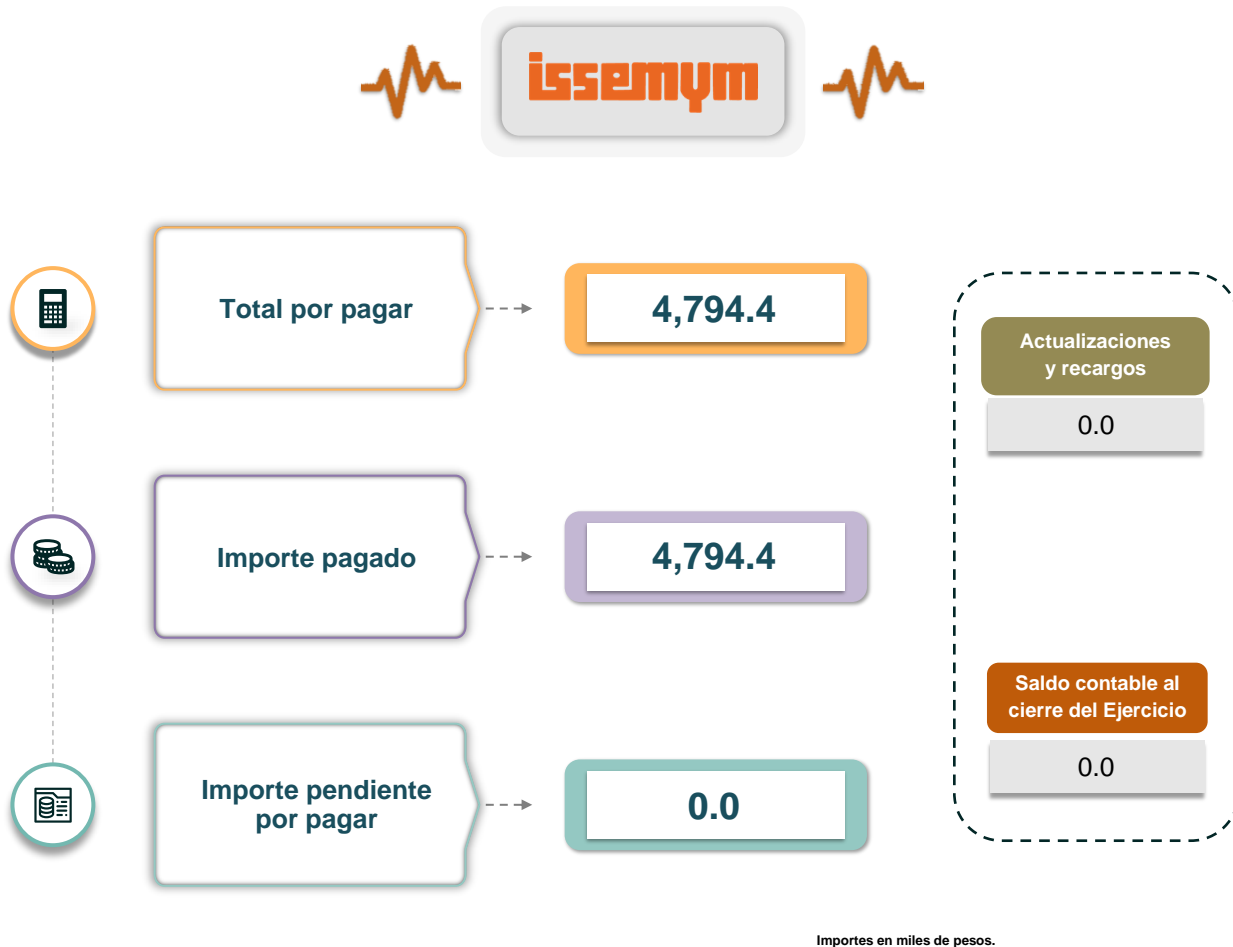 issemym
Total por pagar
4,794.4
Actualizaciones
y recargos
0.0
Importe pagado
4,794.4
Saldo contable al
cierre del Ejercicio
0.0
Importe pendiente
por pagar
0.0
Importes en miles de pesos.